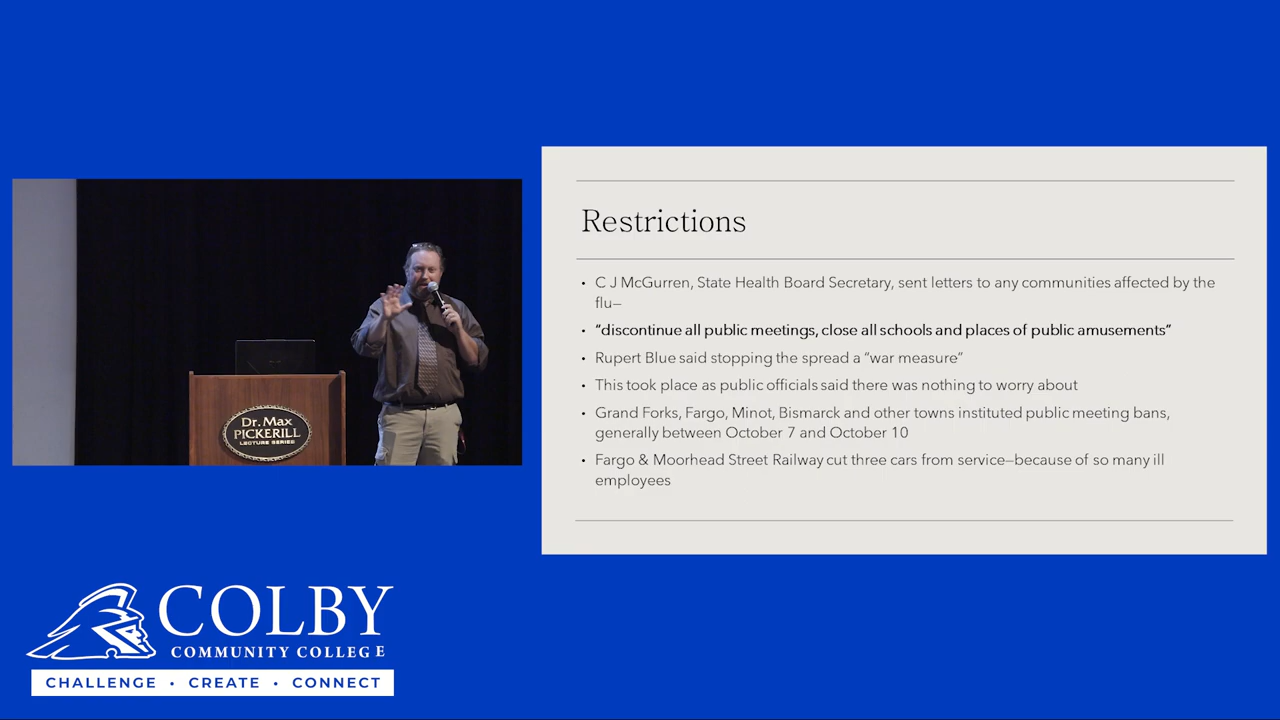 Restrictions
• C J McGurren, State Health Board Secretary, sent letters to any communities affected by the
flu—
• "discontinue all public meetings, close all schools and places of public amusements"
• Rupert Blue said stopping the spread a "war measure"
• This took place as public officials said there was nothing to worry about
• Grand Forks, Fargo, Minot, Bismarck and other towns instituted public meeting bans,
generally between October 7 and October 10
• Fargo & Moorhead Street Railway cut three cars from service—because of so many ill
employees
Dr. Max
PICKERILL
LECTURE SERIES
COLBY
COMMUNITY COLLEGE
CHALLENGE • CREATE • CONNECT